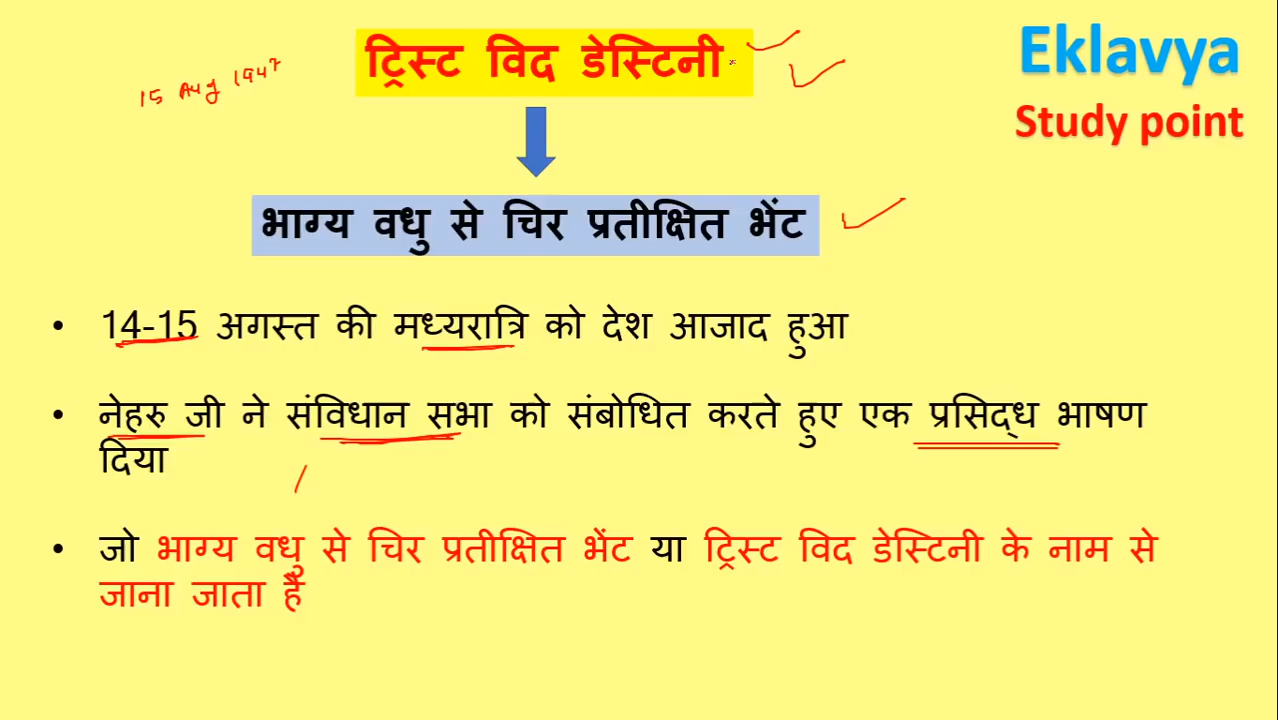 ट्रिस्ट विद डेस्टिनी
Eklavya
Study point
15 Aug 1947
भाग्य वधु से चिर प्रतीक्षित भेंट
• 14-15 अगस्त की मध्यरात्रि को देश आजाद हुआ
• नेहरु जी ने संविधान सभा को संबोधित करते हुए एक प्रसिद्ध भाषण
दिया
• जो भाग्य वधु से चिर प्रतीक्षित भेंट या ट्रिस्ट विद डेस्टिनी के नाम से
जाना जाता है